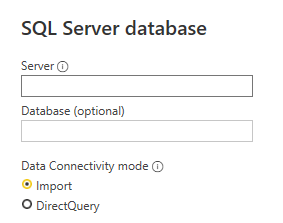 SQL Server database
Server
Database (optional)
Data Connectivity mode
Import
DirectQuery